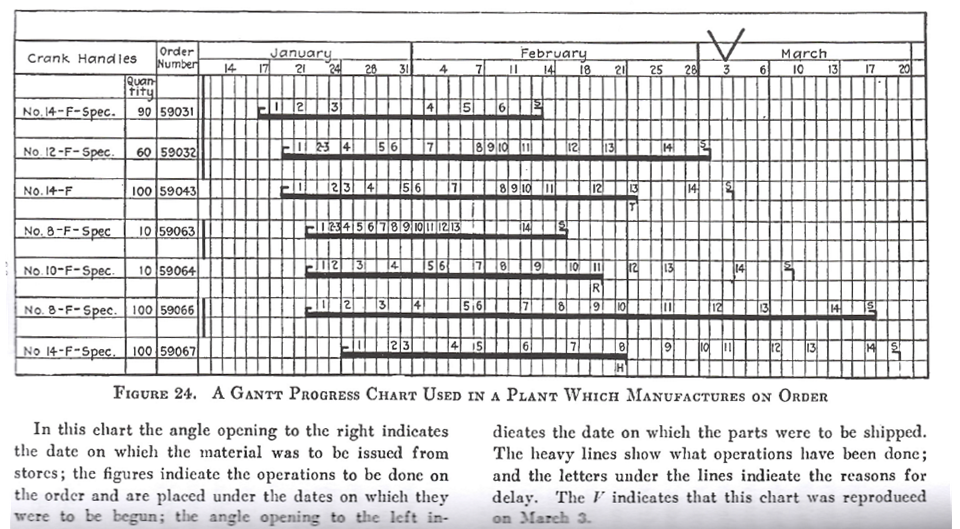 Crank Handles Order Number January February March
14 17 21 24 28 31 4 7 11 14 18 21 25 28 3 6 10 13 17 20
Quan-
tity
No. 14-F-Spec. 90 59031 1 2 3 4 5 6 S
No. 12-F-Spec. 60 59032 1 2-3 4 5 6 7 8 9 10 11 12 13 14 S
No. 14-F 100 59043 1 2 3 4 5 6 7 8 9 10 11 12 13 14 S
T
No. 8-F-Spec 10 59063 1 2-3 4 5 6 7 8 9 10 11 12 13 14 S
No. 10-F-Spec. 10 59064 1 2 3 4 5 6 7 8 9 10 11 12 13 14 S
R
No. 8-F-Spec. 100 59066 1 2 3 4 5 6 7 8 9 10 11 12 13 14 S
No 14-F-Spec. 100 59067 1 2 3 4 5 6 7 8 9 10 11 12 13 14 S
H
FIGURE 24. A GANTT PROGRESS CHART USED IN A PLANT WHICH MANUFACTURES ON ORDER
In this chart the angle opening to the right indicates
the date on which the material was to be issued from
stores; the figures indicate the operations to be done on
the order and are placed under the dates on which they
were to be begun; the angle opening to the left in-
dicates the date on which the parts were to be shipped.
The heavy lines show what operations have been done;
and the letters under the lines indicate the reasons for
delay. The V indicates that this chart was reproduced
on March 3.